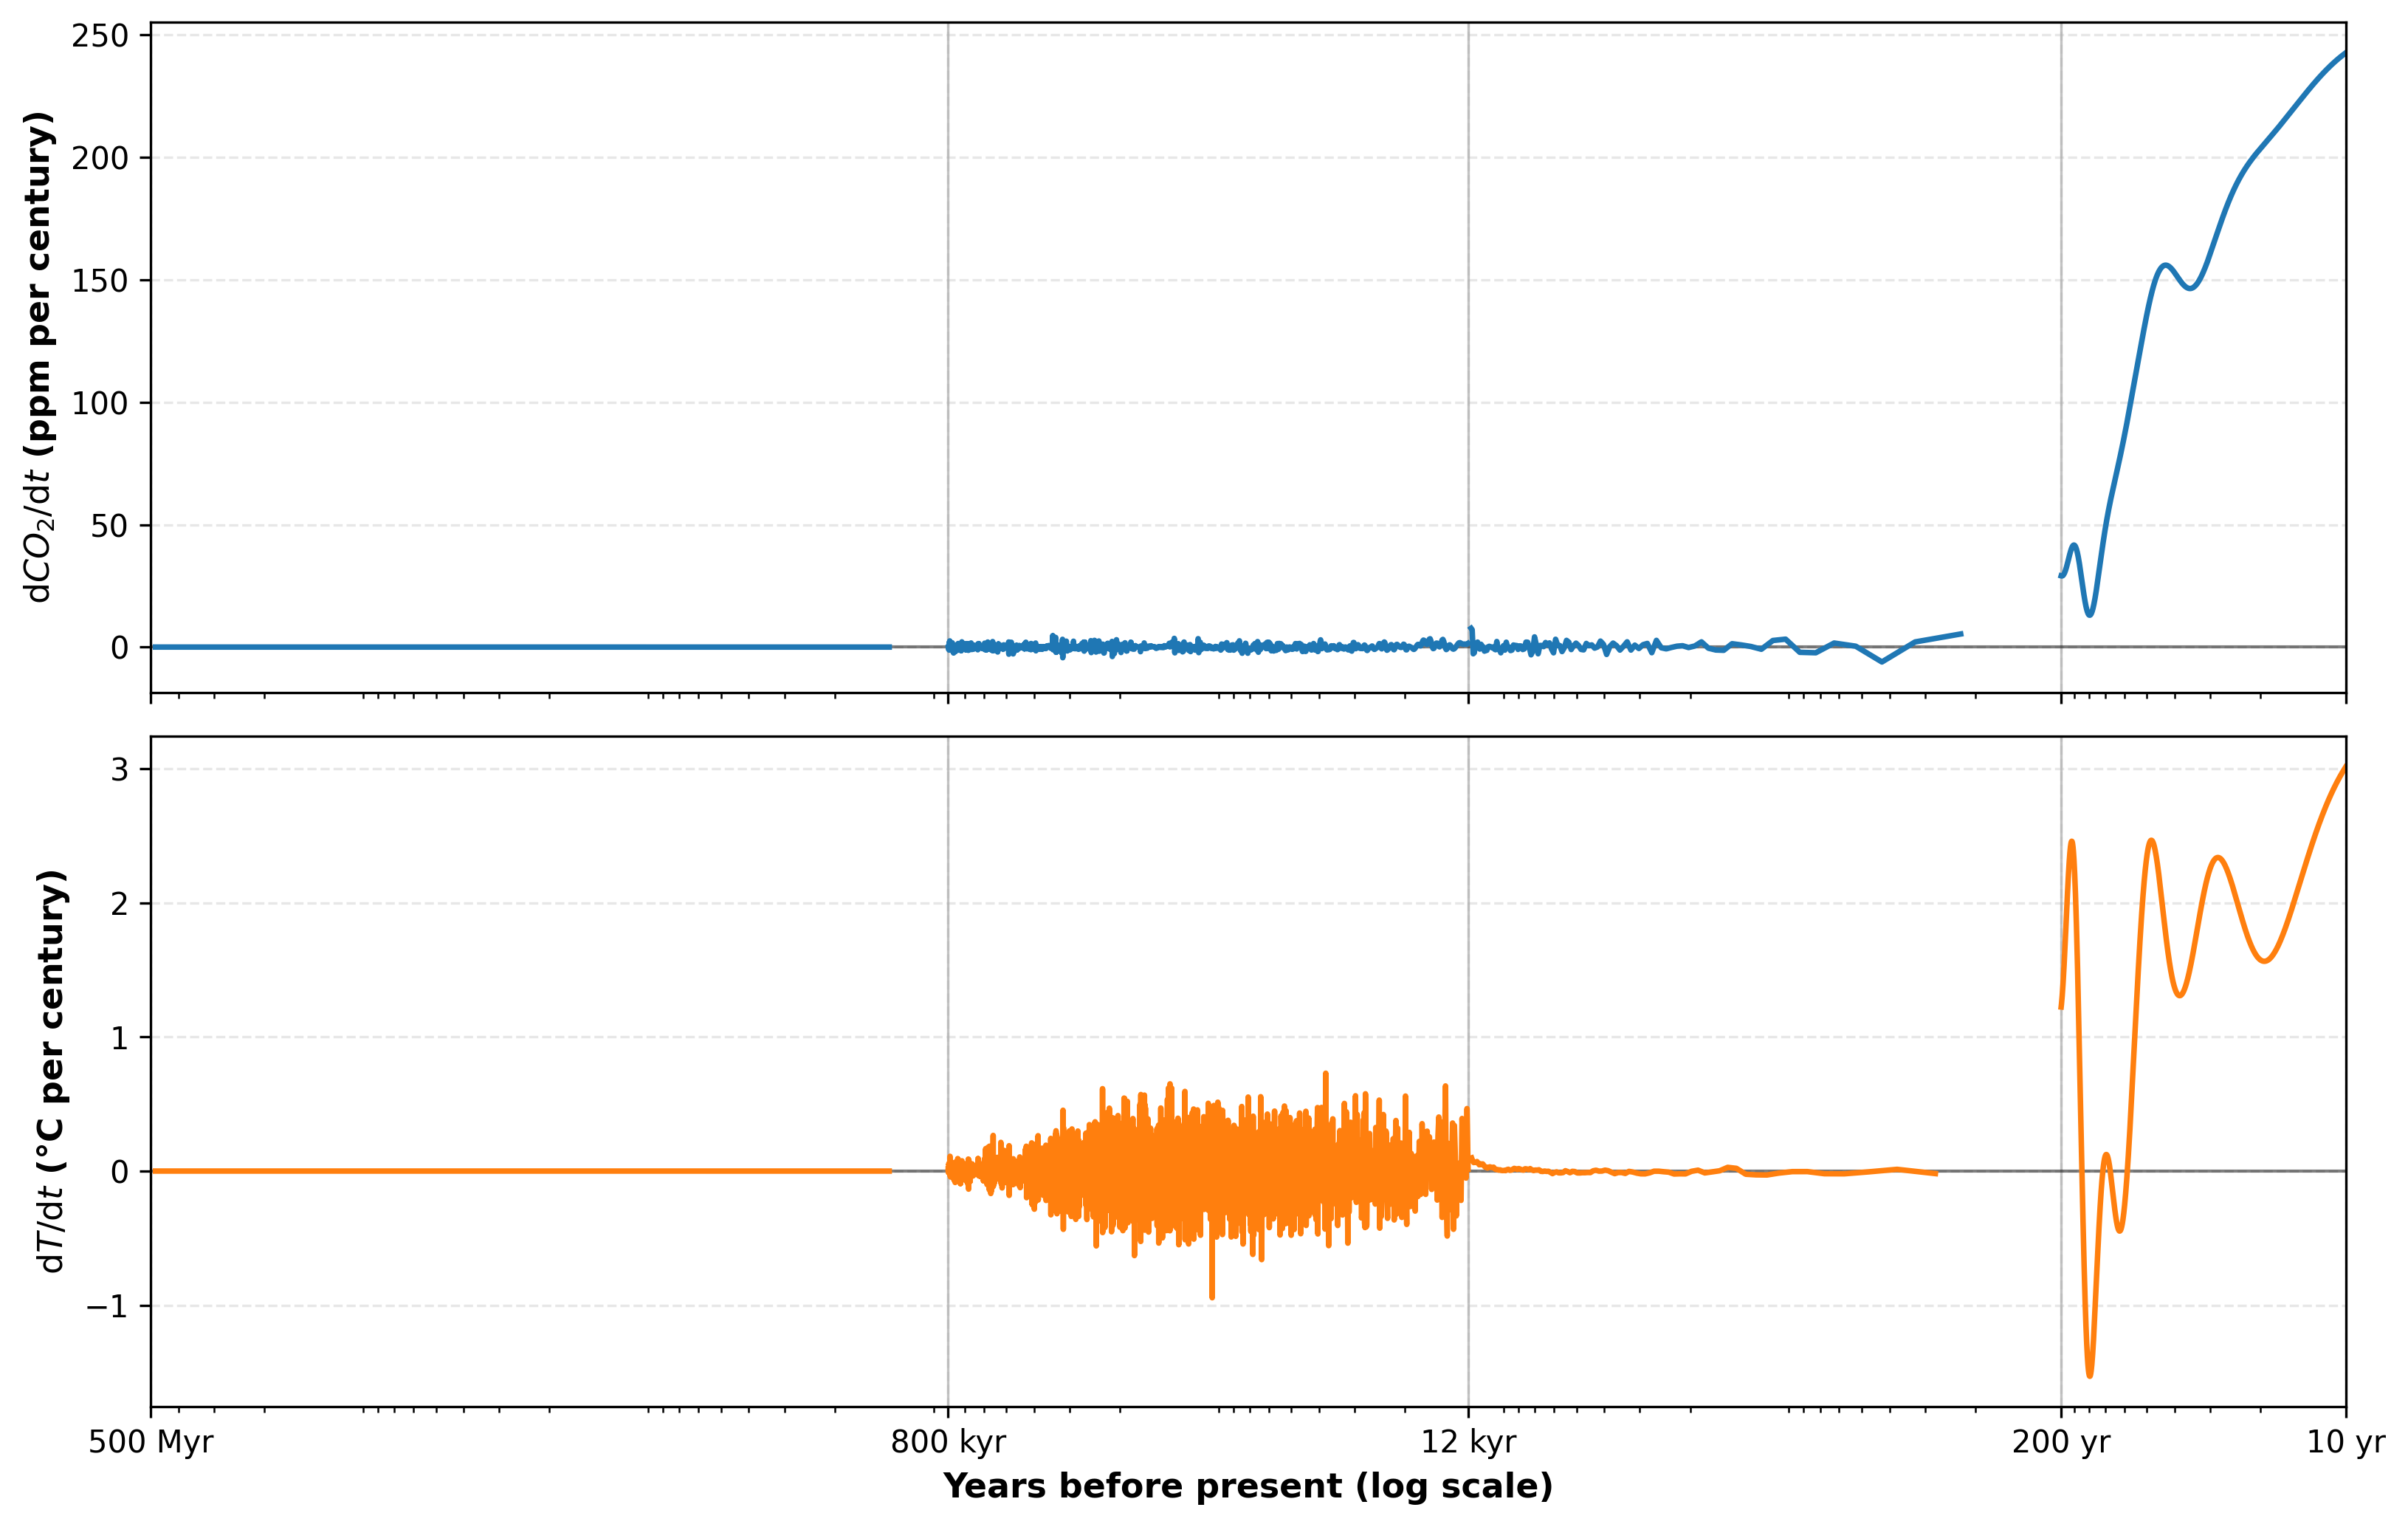 250
200
150
100
50
0
dCO₂/dt (ppm per century)
3
2
1
0
−1
dT/dt (°C per century)
500 Myr 800 kyr 12 kyr 200 yr 10 yr
Years before present (log scale)